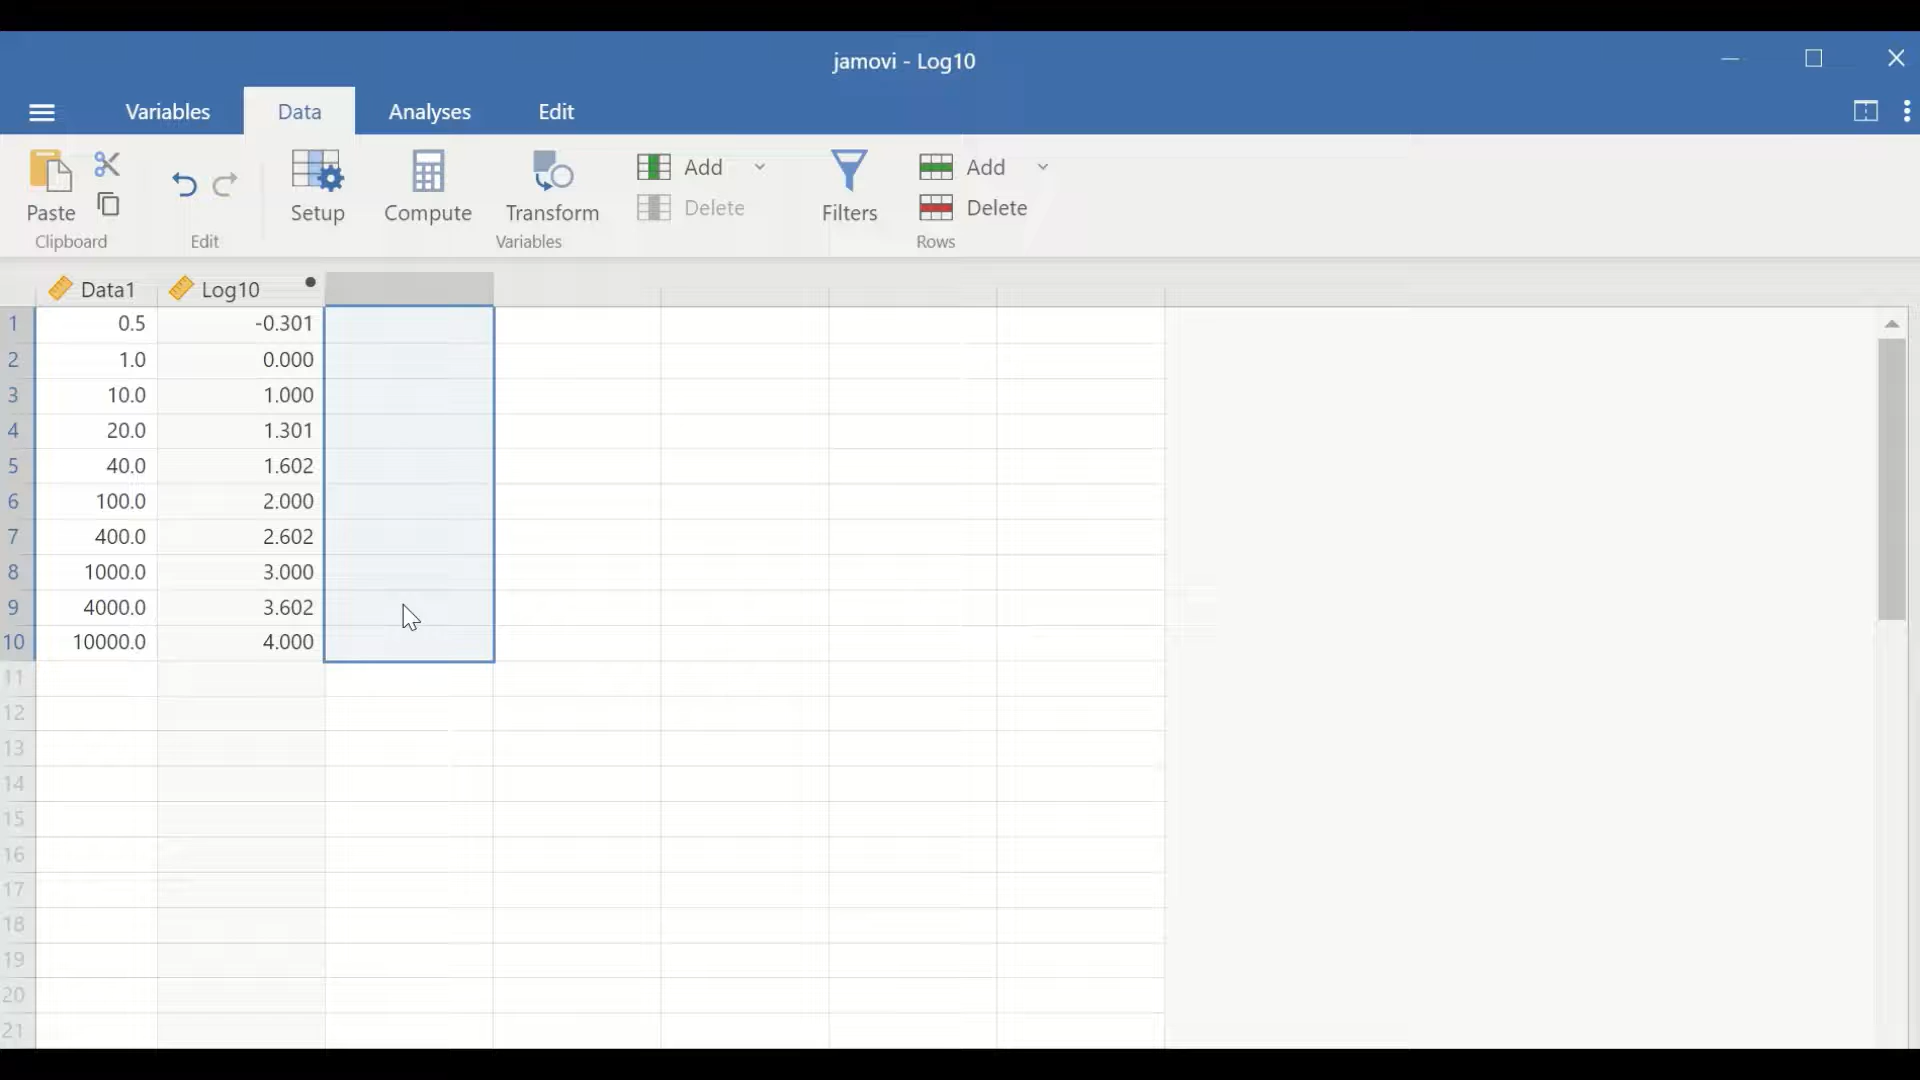 jamovi - Log10
Variables Data Analyses Edit
Paste Setup Compute Transform Add Delete Filters Add Delete
Clipboard Edit Variables Rows
Data1 Log10
1 0.5 -0.301
2 1.0 0.000
3 10.0 1.000
4 20.0 1.301
5 40.0 1.602
6 100.0 2.000
7 400.0 2.602
8 1000.0 3.000
9 4000.0 3.602
10 10000.0 4.000
11
12
13
14
15
16
17
18
19
20
21